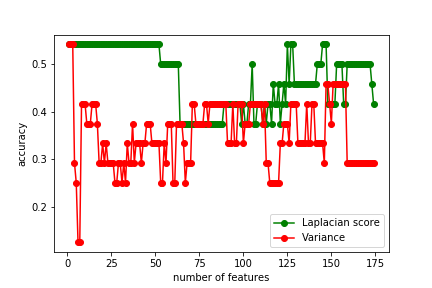 accuracy
0.5
0.4
0.3
0.2
0 25 50 75 100 125 150 175
number of features
Laplacian score
Variance